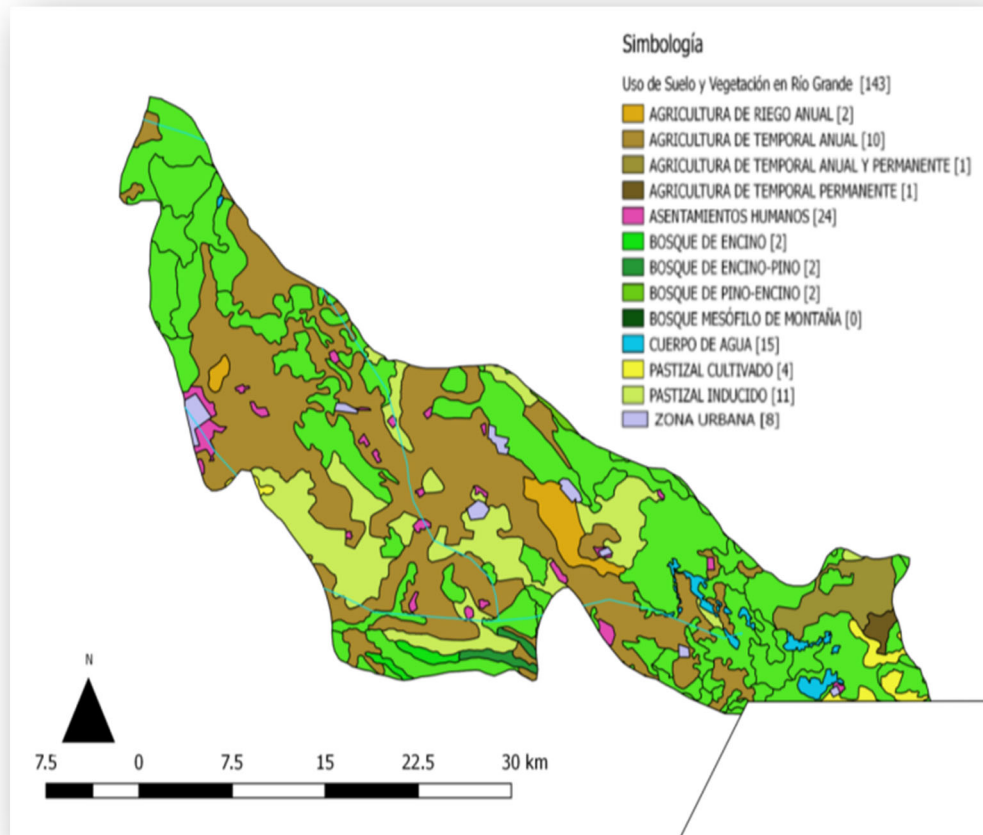 Simbología
Uso de Suelo y Vegetación en Río Grande [143]
AGRICULTURA DE RIEGO ANUAL [2]
AGRICULTURA DE TEMPORAL ANUAL [10]
AGRICULTURA DE TEMPORAL ANUAL Y PERMANENTE [1]
AGRICULTURA DE TEMPORAL PERMANENTE [1]
ASENTAMIENTOS HUMANOS [24]
BOSQUE DE ENCINO [2]
BOSQUE DE ENCINO-PINO [2]
BOSQUE DE PINO-ENCINO [2]
BOSQUE MESÓFILO DE MONTAÑA [0]
CUERPO DE AGUA [15]
PASTIZAL CULTIVADO [4]
PASTIZAL INDUCIDO [11]
ZONA URBANA [8]
N
7.5 0 7.5 15 22.5 30 km